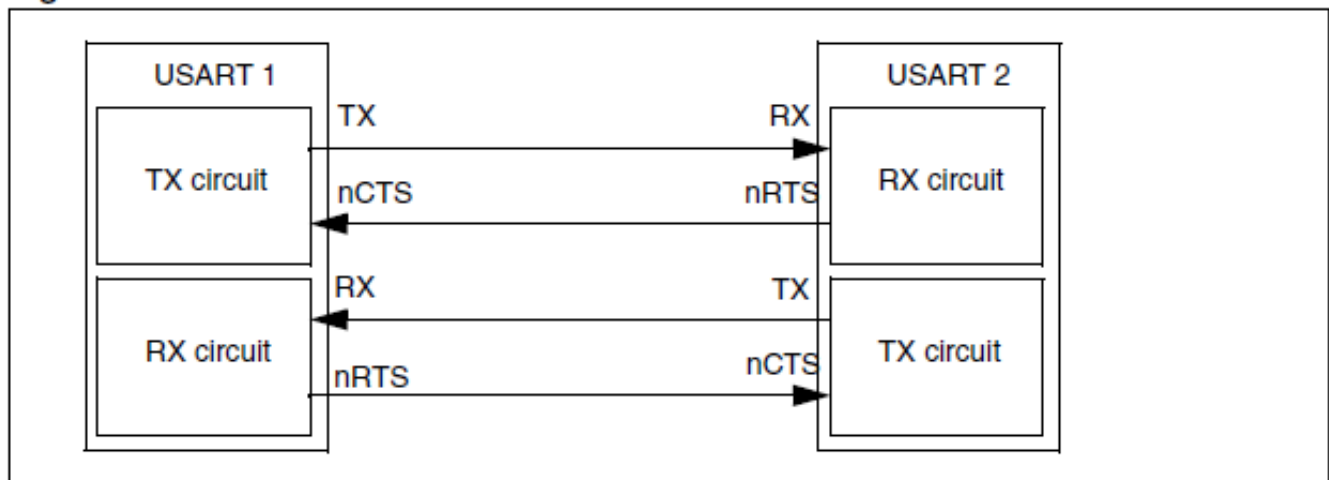 USART 1
USART 2
TX
RX
TX circuit
RX circuit
nCTS
nRTS
RX
TX
RX circuit
TX circuit
nRTS
nCTS